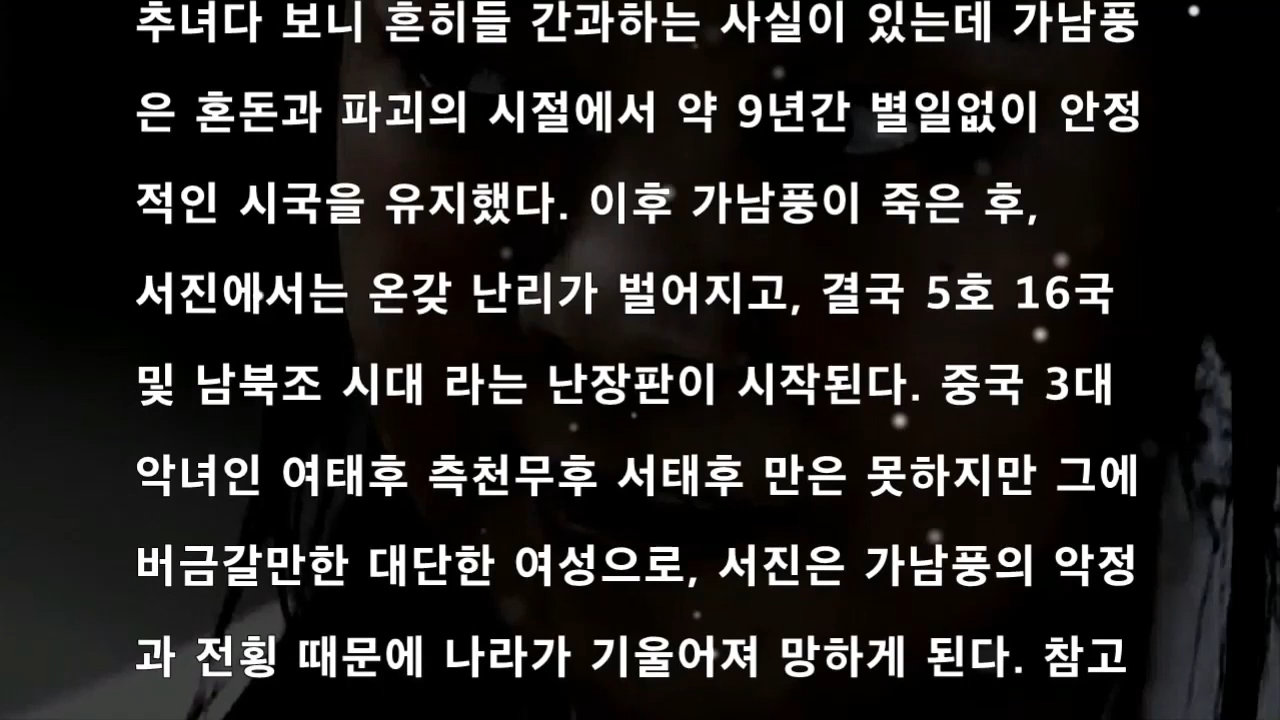 추녀다 보니 흔히들 간과하는 사실이 있는데 가남풍
은 혼돈과 파괴의 시절에서 약 9년간 별일없이 안정
적인 시국을 유지했다. 이후 가남풍이 죽은 후,
서진에서는 온갖 난리가 벌어지고, 결국 5호 16국
및 남북조 시대 라는 난장판이 시작된다. 중국 3대
악녀인 여태후 측천무후 서태후 만은 못하지만 그에
버금갈만한 대단한 여성으로, 서진은 가남풍의 악정
과 전횡 때문에 나라가 기울어져 망하게 된다. 참고